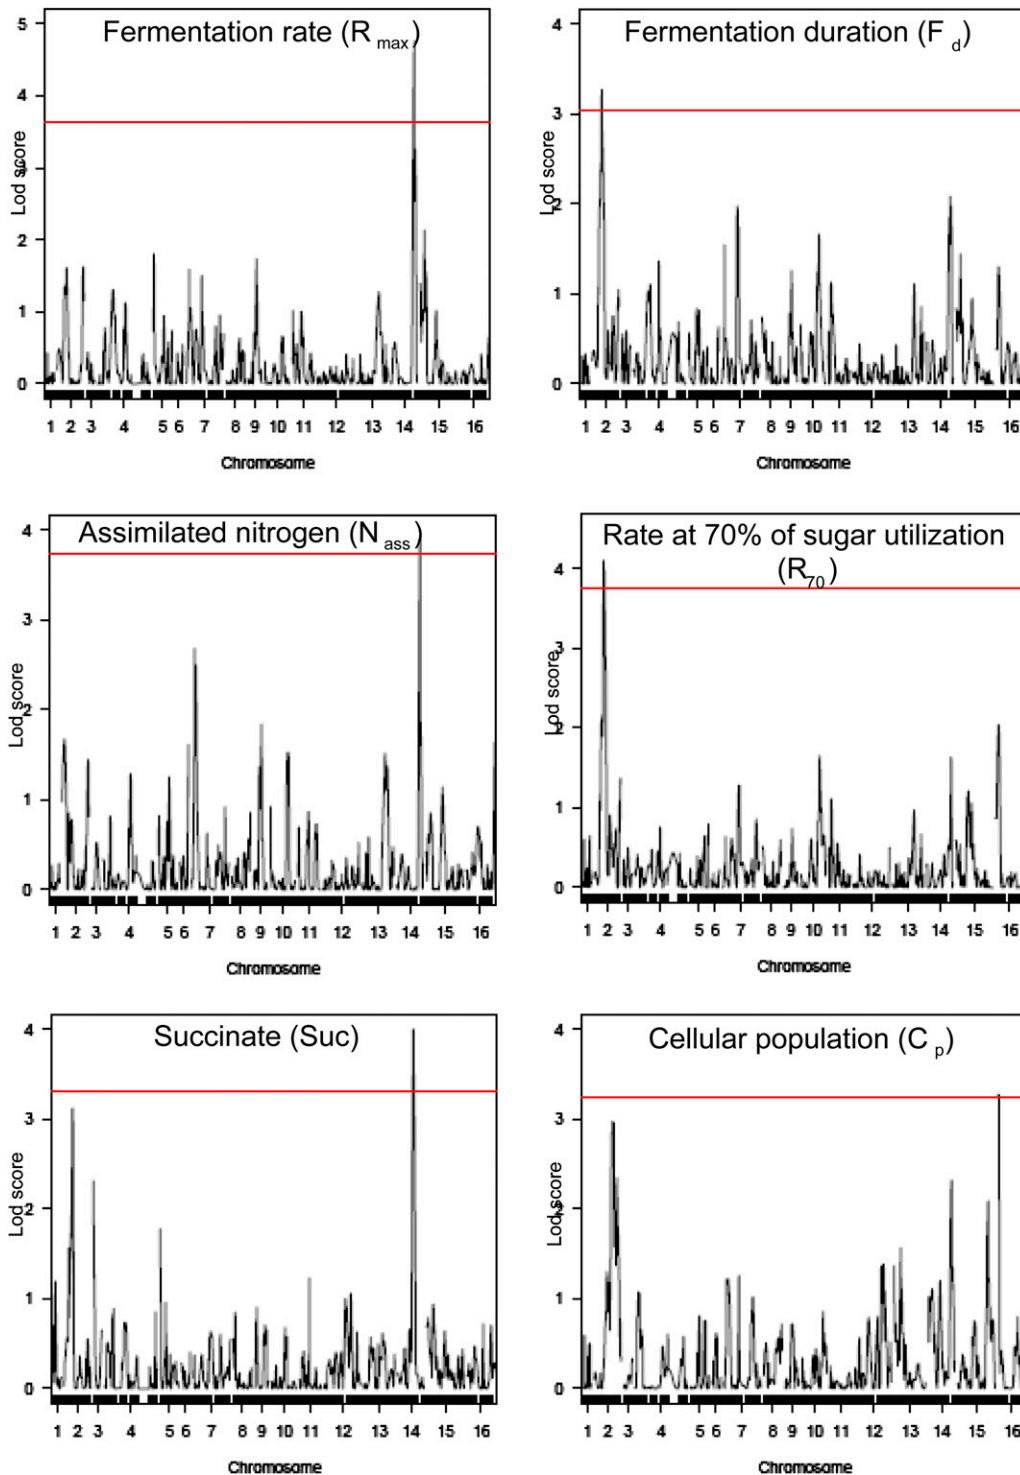 Fermentation rate (R max)
5
4
3
2
1
0
Lod score
1 2 3 4 5 6 7 8 9 10 11 12 13 14 15 16
Chromosome
Fermentation duration (F d)
4
3
2
1
0
Lod score
1 2 3 4 5 6 7 8 9 10 11 12 13 14 15 16
Chromosome
Assimilated nitrogen (N ass)
4
3
2
1
0
Lod score
1 2 3 4 5 6 7 8 9 10 11 12 13 14 15 16
Chromosome
Rate at 70% of sugar utilization
(R70)
4
3
2
1
0
Lod score
1 2 3 4 5 6 7 8 9 10 11 12 13 14 15 16
Chromosome
Succinate (Suc)
4
3
2
1
0
Lod score
1 2 3 4 5 6 7 8 9 10 11 12 13 14 15 16
Chromosome
Cellular population (C p)
4
3
2
1
0
Lod score
1 2 3 4 5 6 7 8 9 10 11 12 13 14 15 16
Chromosome